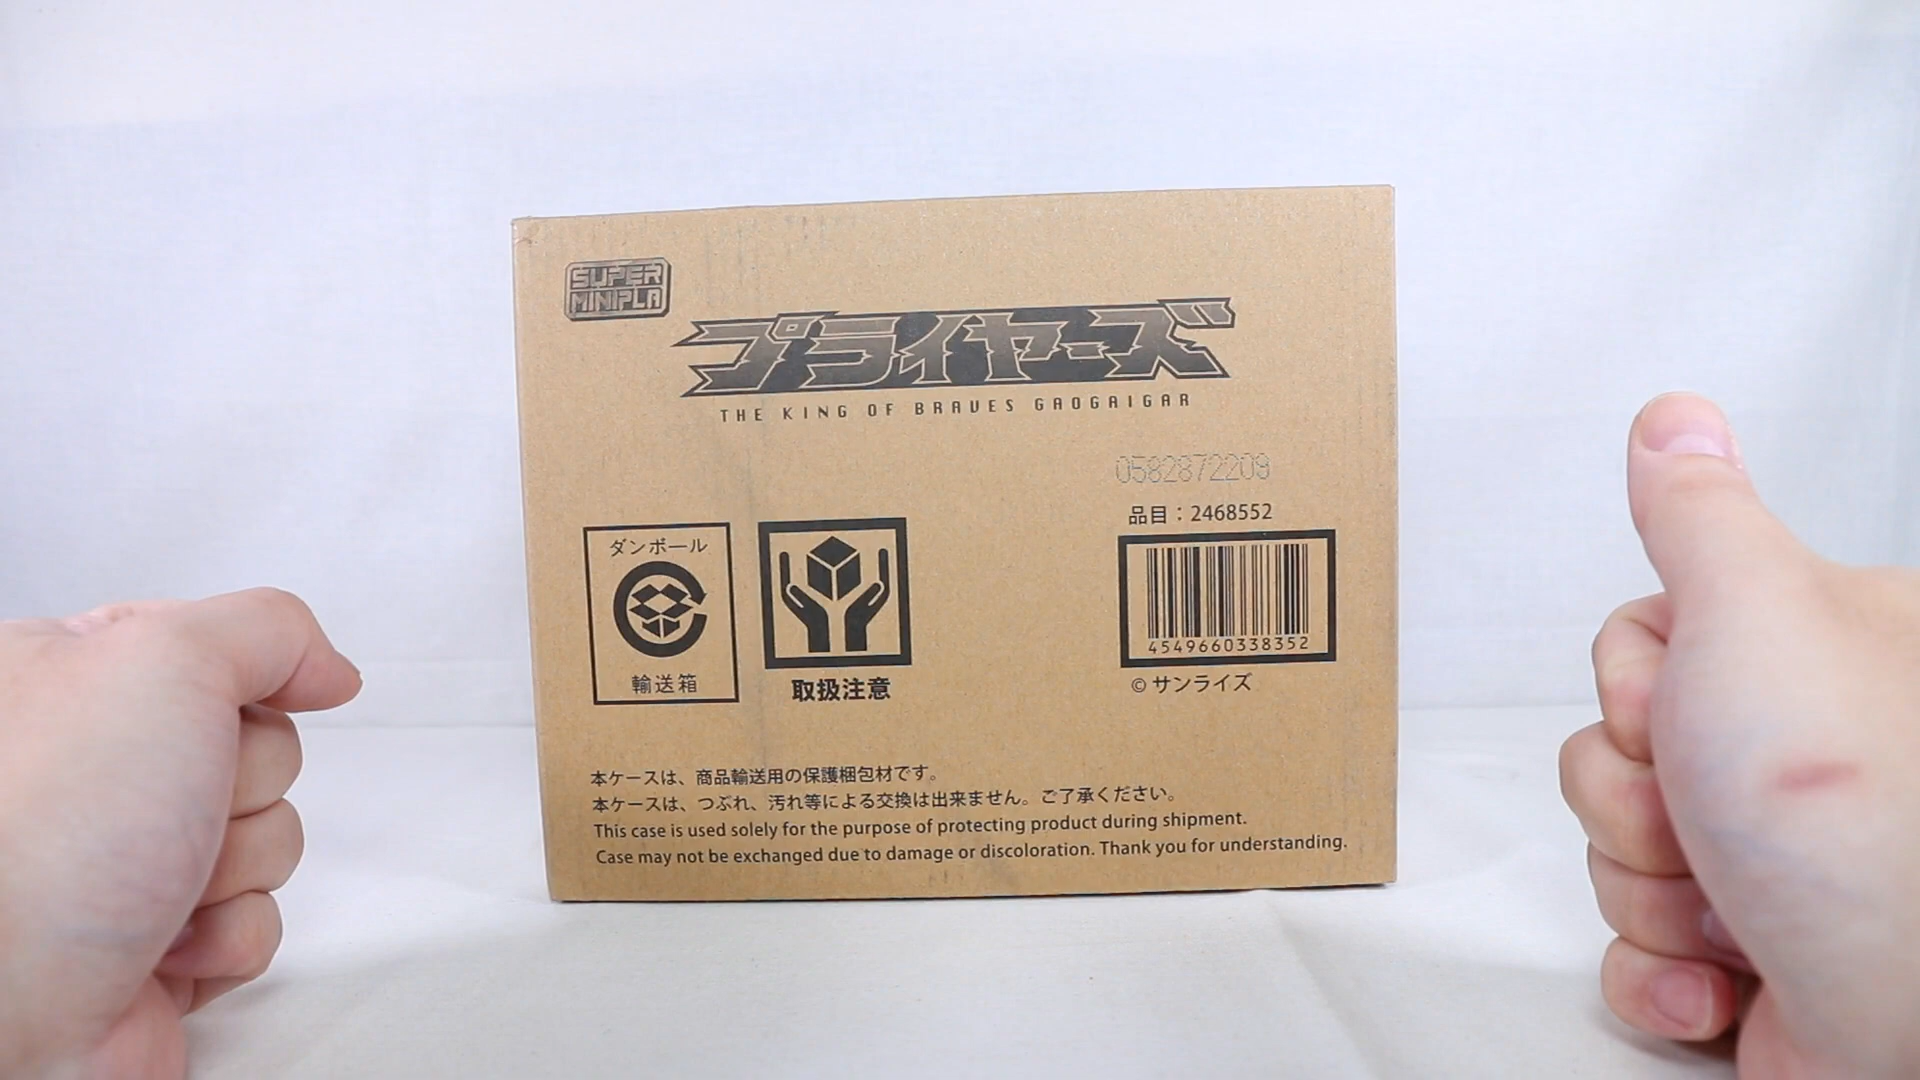 SUPER
MINIPLA
プライヤーズ
THE KING OF BRAVES GAOGAIGAR
0582872209
品目：2468552
4549660338352
©サンライズ
ダンボール
輸送箱
取扱注意
本ケースは、商品輸送用の保護梱包材です。
本ケースは、つぶれ、汚れ等による交換は出来ません。ご了承ください。
This case is used solely for the purpose of protecting product during shipment.
Case may not be exchanged due to damage or discoloration. Thank you for understanding.